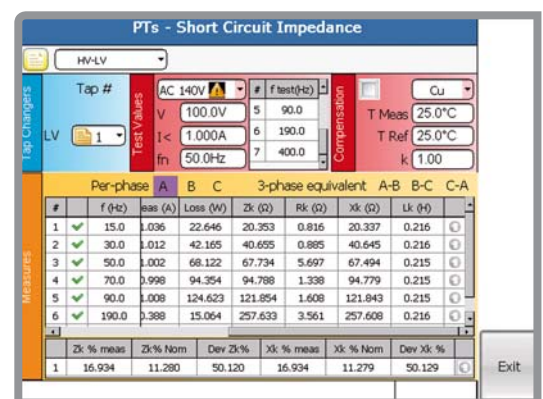 PTs - Short Circuit Impedance
HV-LV
Tap Changers
Tap #
LV 1
Test Values
AC 140V
V 100.0V
I< 1.000A
fn 50.0Hz
# f test(Hz)
5 90.0
6 190.0
7 400.0
Compensation
Cu
T Meas 25.0°C
T Ref 25.0°C
k 1.00
Measures
Per-phase A B C 3-phase equivalent A-B B-C C-A
# f (Hz) eas (A) Loss (W) Zk (Ω) Rk (Ω) Xk (Ω) Lk (H)
1 15.0 1.036 22.646 20.353 0.816 20.337 0.216
2 30.0 1.012 42.165 40.655 0.885 40.645 0.216
3 50.0 1.002 68.122 67.734 5.697 67.494 0.215
4 70.0 0.998 94.354 94.788 1.338 94.779 0.215
5 90.0 1.008 124.623 121.854 1.608 121.843 0.215
6 190.0 0.388 15.064 257.633 3.561 257.608 0.216
Zk % meas Zk% Nom Dev Zk% Xk % meas Xk % Nom Dev Xk %
1 16.934 11.280 50.120 16.934 11.279 50.129
Exit